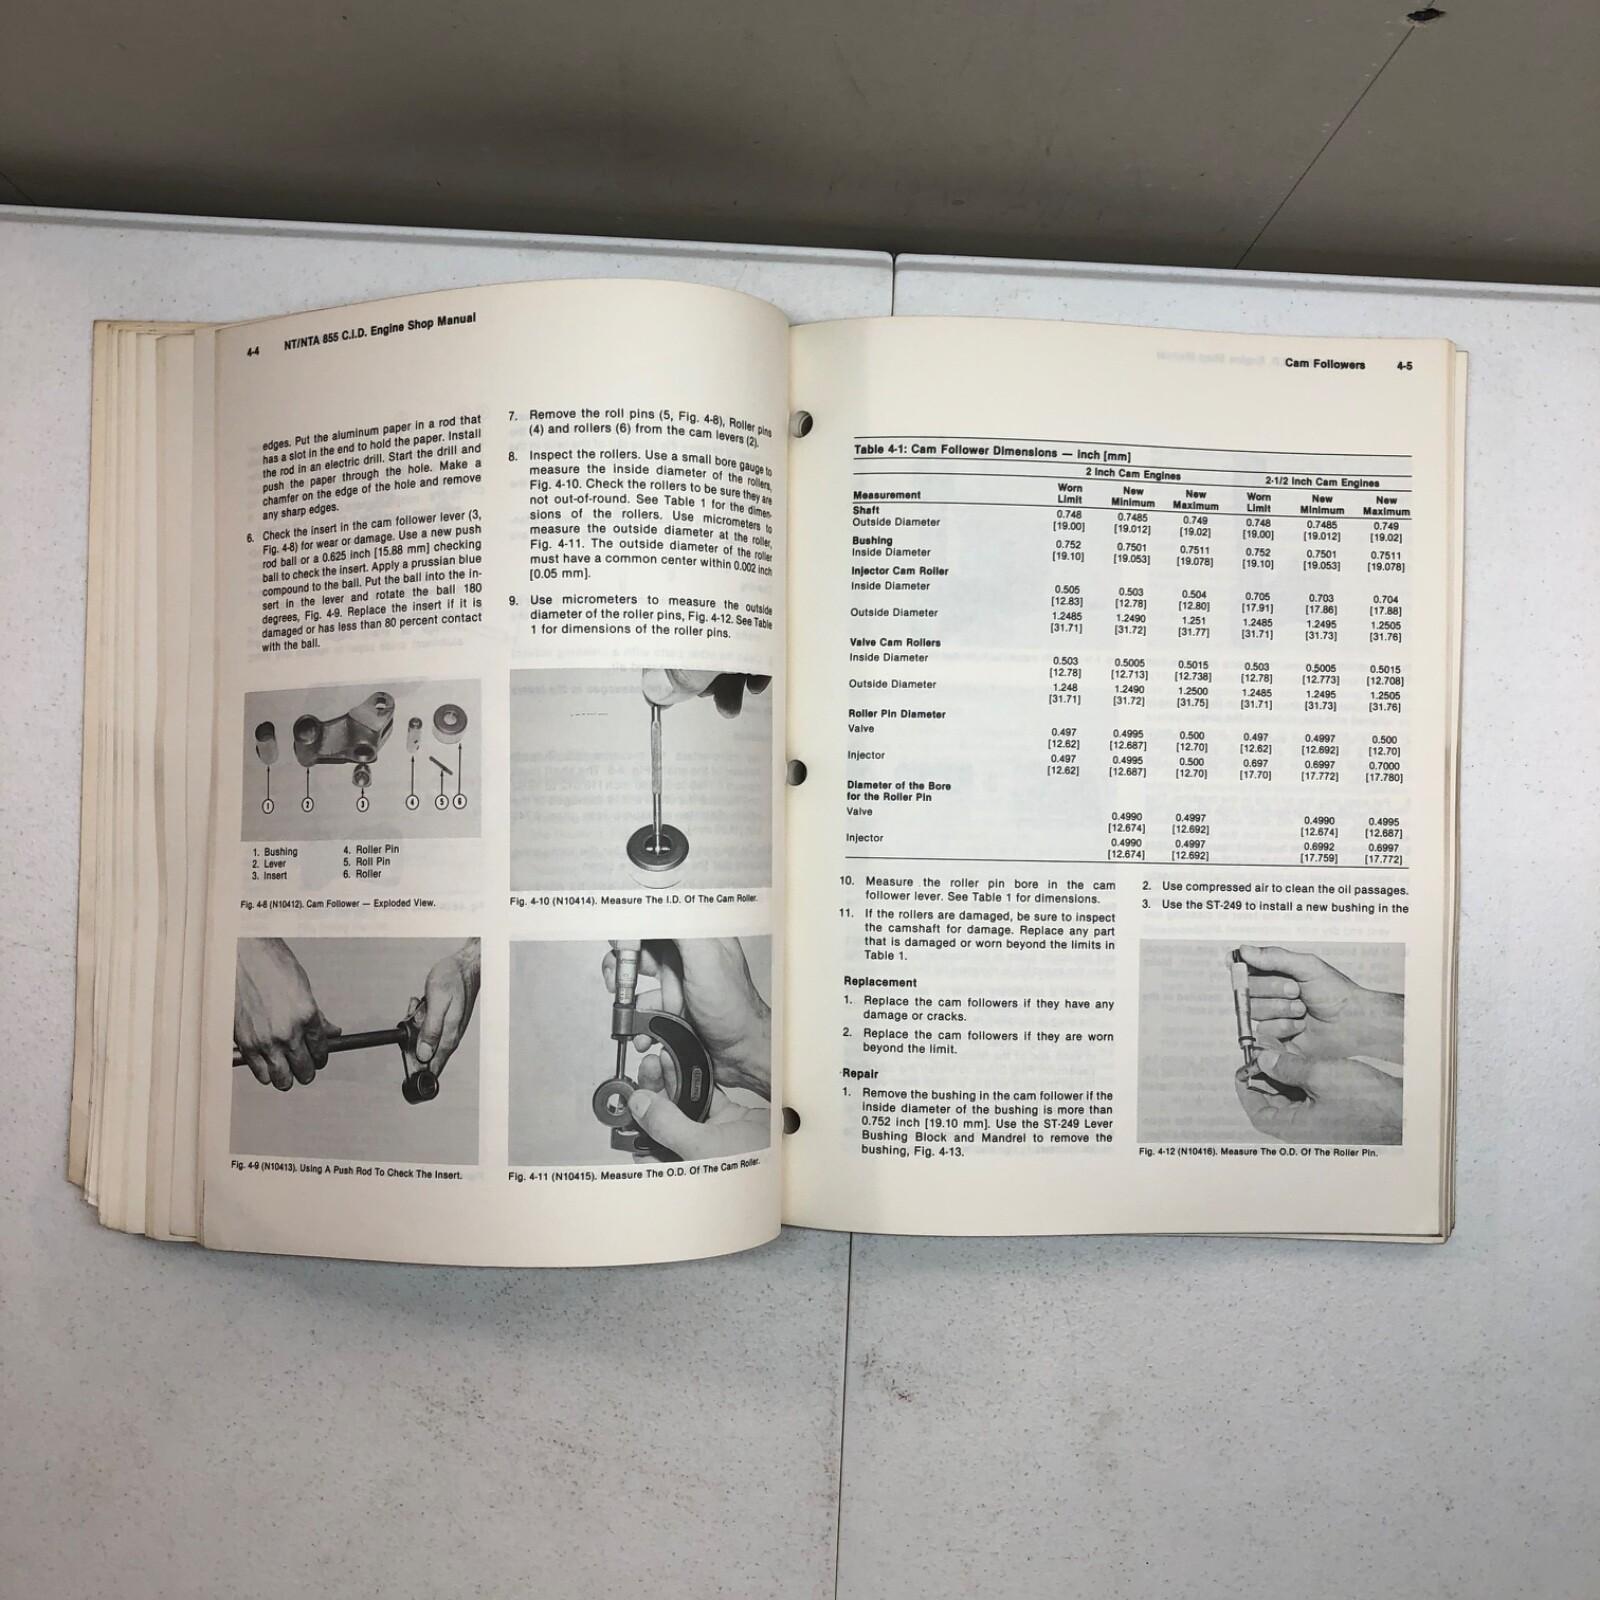 4-4 NT/NTA 855 C.I.D. Engine Shop Manual
edges. Put the aluminum paper in a rod that
has a slot in the end to hold the paper. Install
the rod in an electric drill. Start the drill and
push the paper through the hole. Make a
chamfer on the edge of the hole and remove
any sharp edges.
6. Check the insert in the cam follower lever (3,
Fig. 4-8) for wear or damage. Use a new push
rod ball or a 0.625 inch [15.88 mm] checking
ball to check the insert. Apply a prussian blue
compound to the ball. Put the ball into the in-
sert in the lever and rotate the ball 180
degrees, Fig. 4-9. Replace the insert if it is
damaged or has less than 80 percent contact
with the ball.
1 2 3 4 5 6
1. Bushing 4. Roller Pin
2. Lever 5. Roll Pin
3. Insert 6. Roller
Fig. 4-8 (N10412). Cam Follower — Exploded View.
Fig. 4-9 (N10413). Using A Push Rod To Check The Insert.
7. Remove the roll pins (5, Fig. 4-8), Roller pins
(4) and rollers (6) from the cam levers (2).
8. Inspect the rollers. Use a small bore gauge to
measure the inside diameter of the rollers,
Fig. 4-10. Check the rollers to be sure they are
not out-of-round. See Table 1 for the dimen-
sions of the rollers. Use micrometers to
measure the outside diameter at the roller,
Fig. 4-11. The outside diameter of the roller
must have a common center within 0.002 inch
[0.05 mm].
9. Use micrometers to measure the outside
diameter of the roller pins, Fig. 4-12. See Table
1 for dimensions of the roller pins.
Fig. 4-10 (N10414). Measure The I.D. Of The Cam Roller.
Fig. 4-11 (N10415). Measure The O.D. Of The Cam Roller.
Cam Followers 4-5
Table 4-1: Cam Follower Dimensions — Inch [mm]
2 Inch Cam Engines 2-1/2 Inch Cam Engines
Worn New New Worn New New
Measurement Limit Minimum Maximum Limit Minimum Maximum
Shaft
Outside Diameter 0.748 0.7485 0.749 0.748 0.7485 0.749
[19.00] [19.012] [19.02] [19.00] [19.012] [19.02]
Bushing
Inside Diameter 0.752 0.7501 0.7511 0.752 0.7501 0.7511
[19.10] [19.053] [19.078] [19.10] [19.053] [19.078]
Injector Cam Roller
Inside Diameter 0.505 0.503 0.504 0.705 0.703 0.704
[12.83] [12.78] [12.80] [17.91] [17.86] [17.88]
Outside Diameter 1.2485 1.2490 1.251 1.2485 1.2495 1.2505
[31.71] [31.72] [31.77] [31.71] [31.73] [31.76]
Valve Cam Rollers
Inside Diameter 0.503 0.5005 0.5015 0.503 0.5005 0.5015
[12.78] [12.713] [12.738] [12.78] [12.773] [12.708]
Outside Diameter 1.248 1.2490 1.2500 1.2485 1.2495 1.2505
[31.71] [31.72] [31.75] [31.71] [31.73] [31.76]
Roller Pin Diameter
Valve 0.497 0.4995 0.500 0.497 0.4997 0.500
[12.62] [12.687] [12.70] [12.62] [12.692] [12.70]
Injector 0.497 0.4995 0.500 0.697 0.6997 0.7000
[12.62] [12.687] [12.70] [17.70] [17.772] [17.780]
Diameter of the Bore
for the Roller Pin
Valve 0.4990 0.4997 0.4990 0.4995
[12.674] [12.692] [12.674] [12.687]
Injector 0.4990 0.4997 0.6992 0.6997
[12.674] [12.692] [17.759] [17.772]
10. Measure the roller pin bore in the cam
follower lever. See Table 1 for dimensions.
11. If the rollers are damaged, be sure to inspect
the camshaft for damage. Replace any part
that is damaged or worn beyond the limits in
Table 1.
Replacement
1. Replace the cam followers if they have any
damage or cracks.
2. Replace the cam followers if they are worn
beyond the limit.
Repair
1. Remove the bushing in the cam follower if the
inside diameter of the bushing is more than
0.752 inch [19.10 mm]. Use the ST-249 Lever
Bushing Block and Mandrel to remove the
bushing, Fig. 4-13.
2. Use compressed air to clean the oil passages.
3. Use the ST-249 to install a new bushing in the
Fig. 4-12 (N10416). Measure The O.D. Of The Roller Pin.